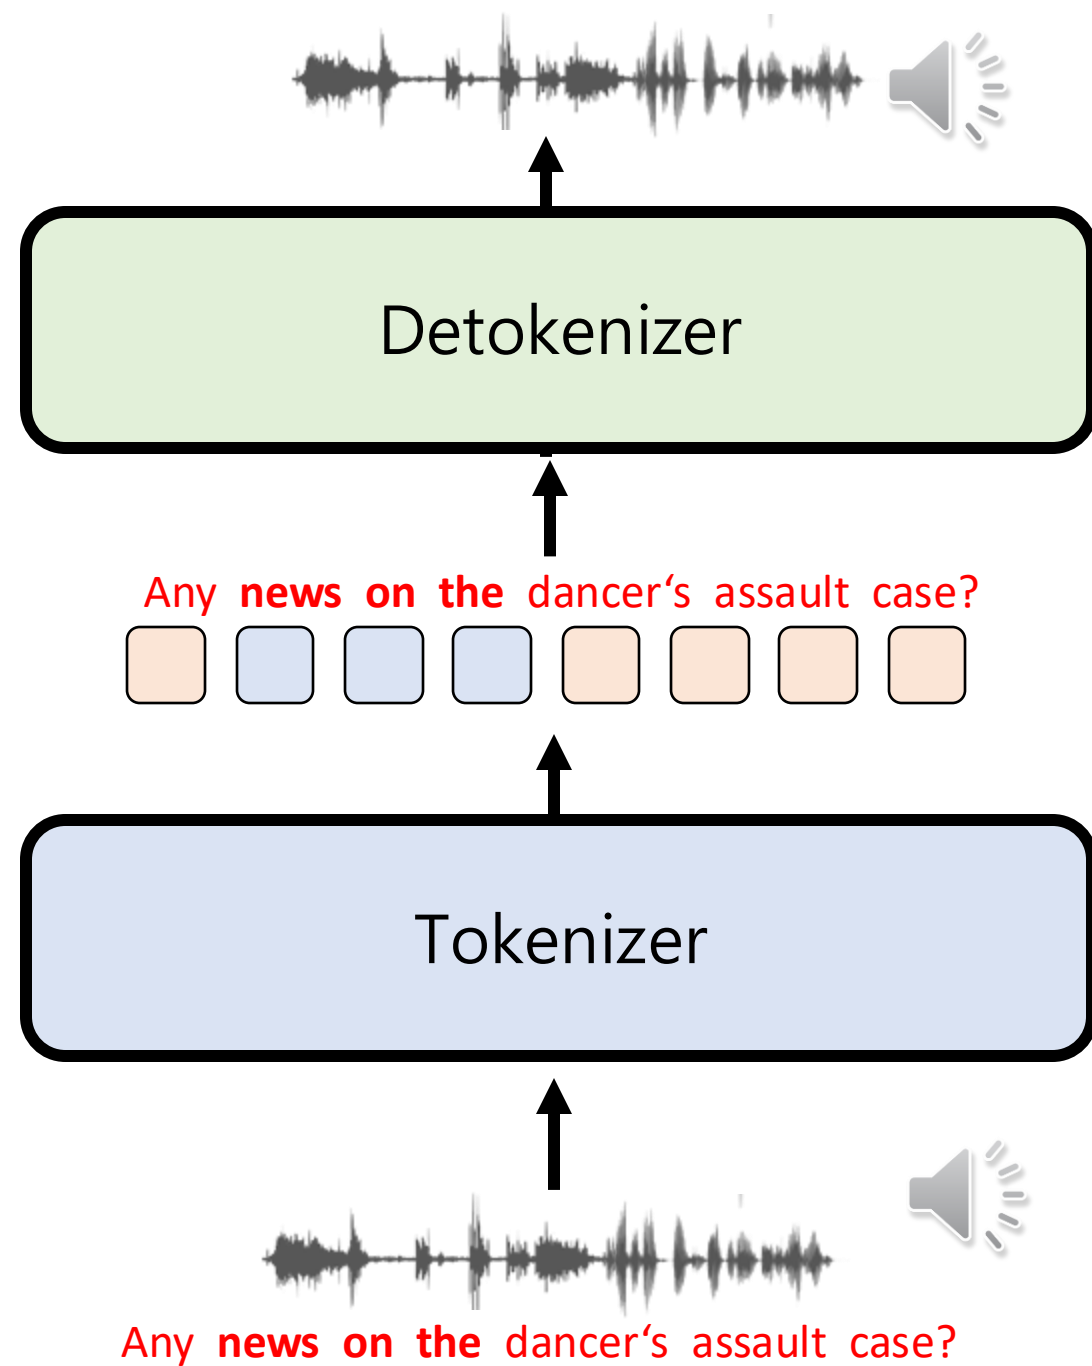 Detokenizer
Any news on the dancer‘s assault case?
Tokenizer
Any news on the dancer‘s assault case?